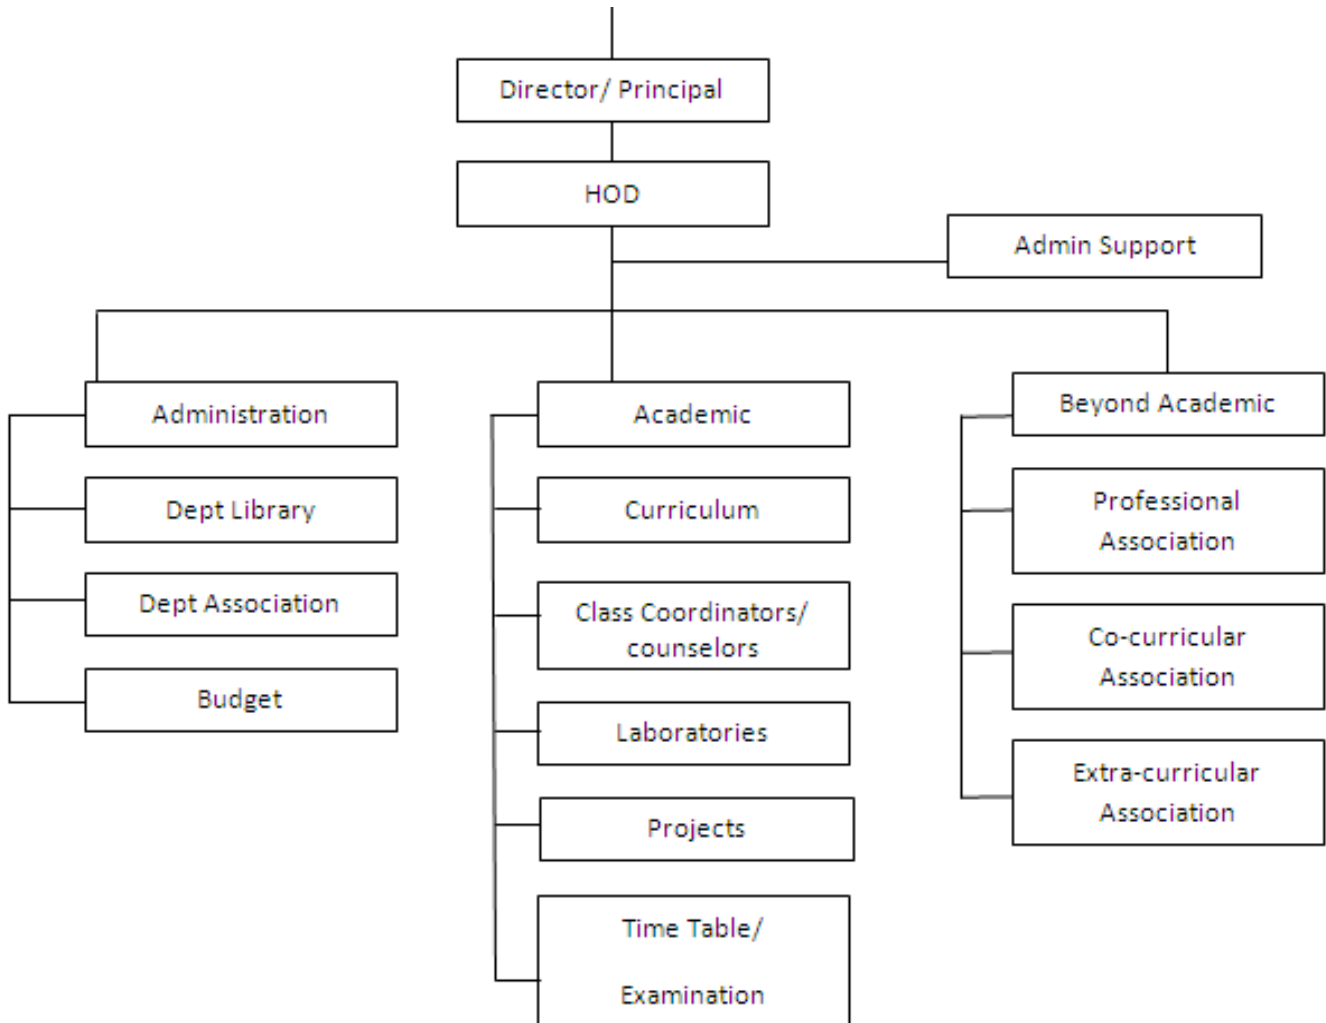 Director/ Principal
HOD
Admin Support
Administration
Dept Library
Dept Association
Budget
Academic
Curriculum
Class Coordinators/
counselors
Laboratories
Projects
Time Table/
Examination
Beyond Academic
Professional
Association
Co-curricular
Association
Extra-curricular
Association